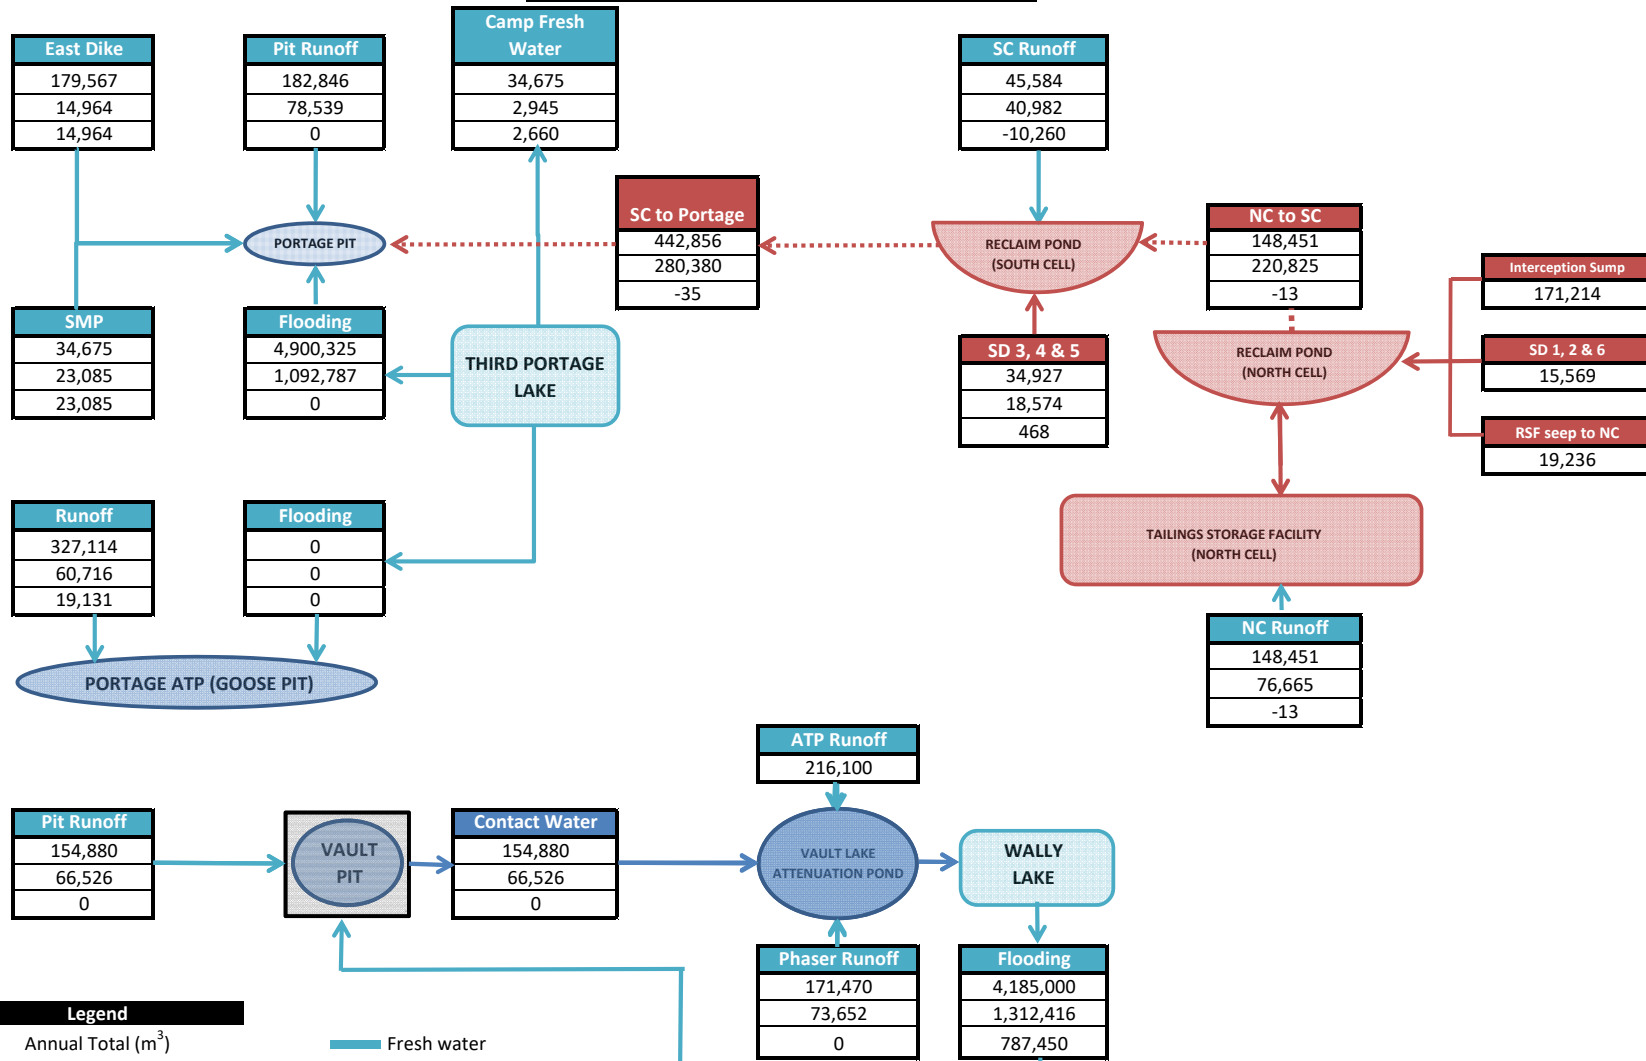 East Dike
179,567
14,964
14,964
Pit Runoff
182,846
78,539
0
Camp Fresh
Water
34,675
2,945
2,660
SC Runoff
45,584
40,982
-10,260
PORTAGE PIT
SC to Portage
442,856
280,380
-35
RECLAIM POND
(SOUTH CELL)
NC to SC
148,451
220,825
-13
Interception Sump
171,214
SMP
34,675
23,085
23,085
Flooding
4,900,325
1,092,787
0
THIRD PORTAGE
LAKE
SD 3, 4 & 5
34,927
18,574
468
RECLAIM POND
(NORTH CELL)
SD 1, 2 & 6
15,569
RSF seep to NC
19,236
Runoff
327,114
60,716
19,131
Flooding
0
0
0
TAILINGS STORAGE FACILITY
(NORTH CELL)
PORTAGE ATP (GOOSE PIT)
NC Runoff
148,451
76,665
-13
ATP Runoff
216,100
Pit Runoff
154,880
66,526
0
VAULT
PIT
Contact Water
154,880
66,526
0
VAULT LAKE
ATTENUATION POND
WALLY
LAKE
Phaser Runoff
171,470
73,652
0
Flooding
4,185,000
1,312,416
787,450
Legend
Annual Total (m³)
Fresh water